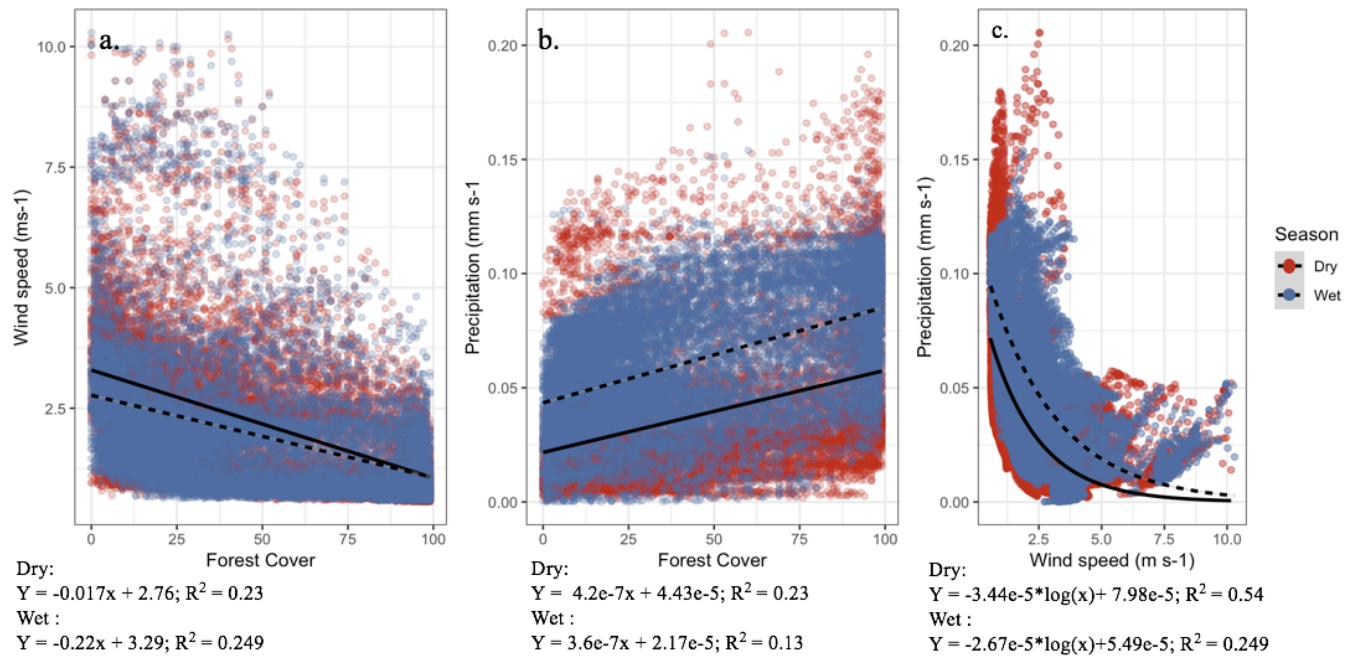 a.
10.0
7.5
5.0
2.5
Wind speed (ms-1)
0
25
50
75
100
Forest Cover
Dry:
Y = -0.017x + 2.76; R² = 0.23
Wet :
Y = -0.22x + 3.29; R² = 0.249
b.
0.20
0.15
0.10
0.05
0.00
Precipitation (mm s-1)
0
25
50
75
100
Forest Cover
Dry:
Y = 4.2e-7x + 4.43e-5; R² = 0.23
Wet :
Y = 3.6e-7x + 2.17e-5; R² = 0.13
c.
0.20
0.15
0.10
0.05
0.00
Precipitation (mm s-1)
2.5
5.0
7.5
10.0
Wind speed (m s-1)
Dry:
Y = -3.44e-5*log(x)+ 7.98e-5; R² = 0.54
Wet :
Y = -2.67e-5*log(x)+5.49e-5; R² = 0.249
Season
Dry
Wet